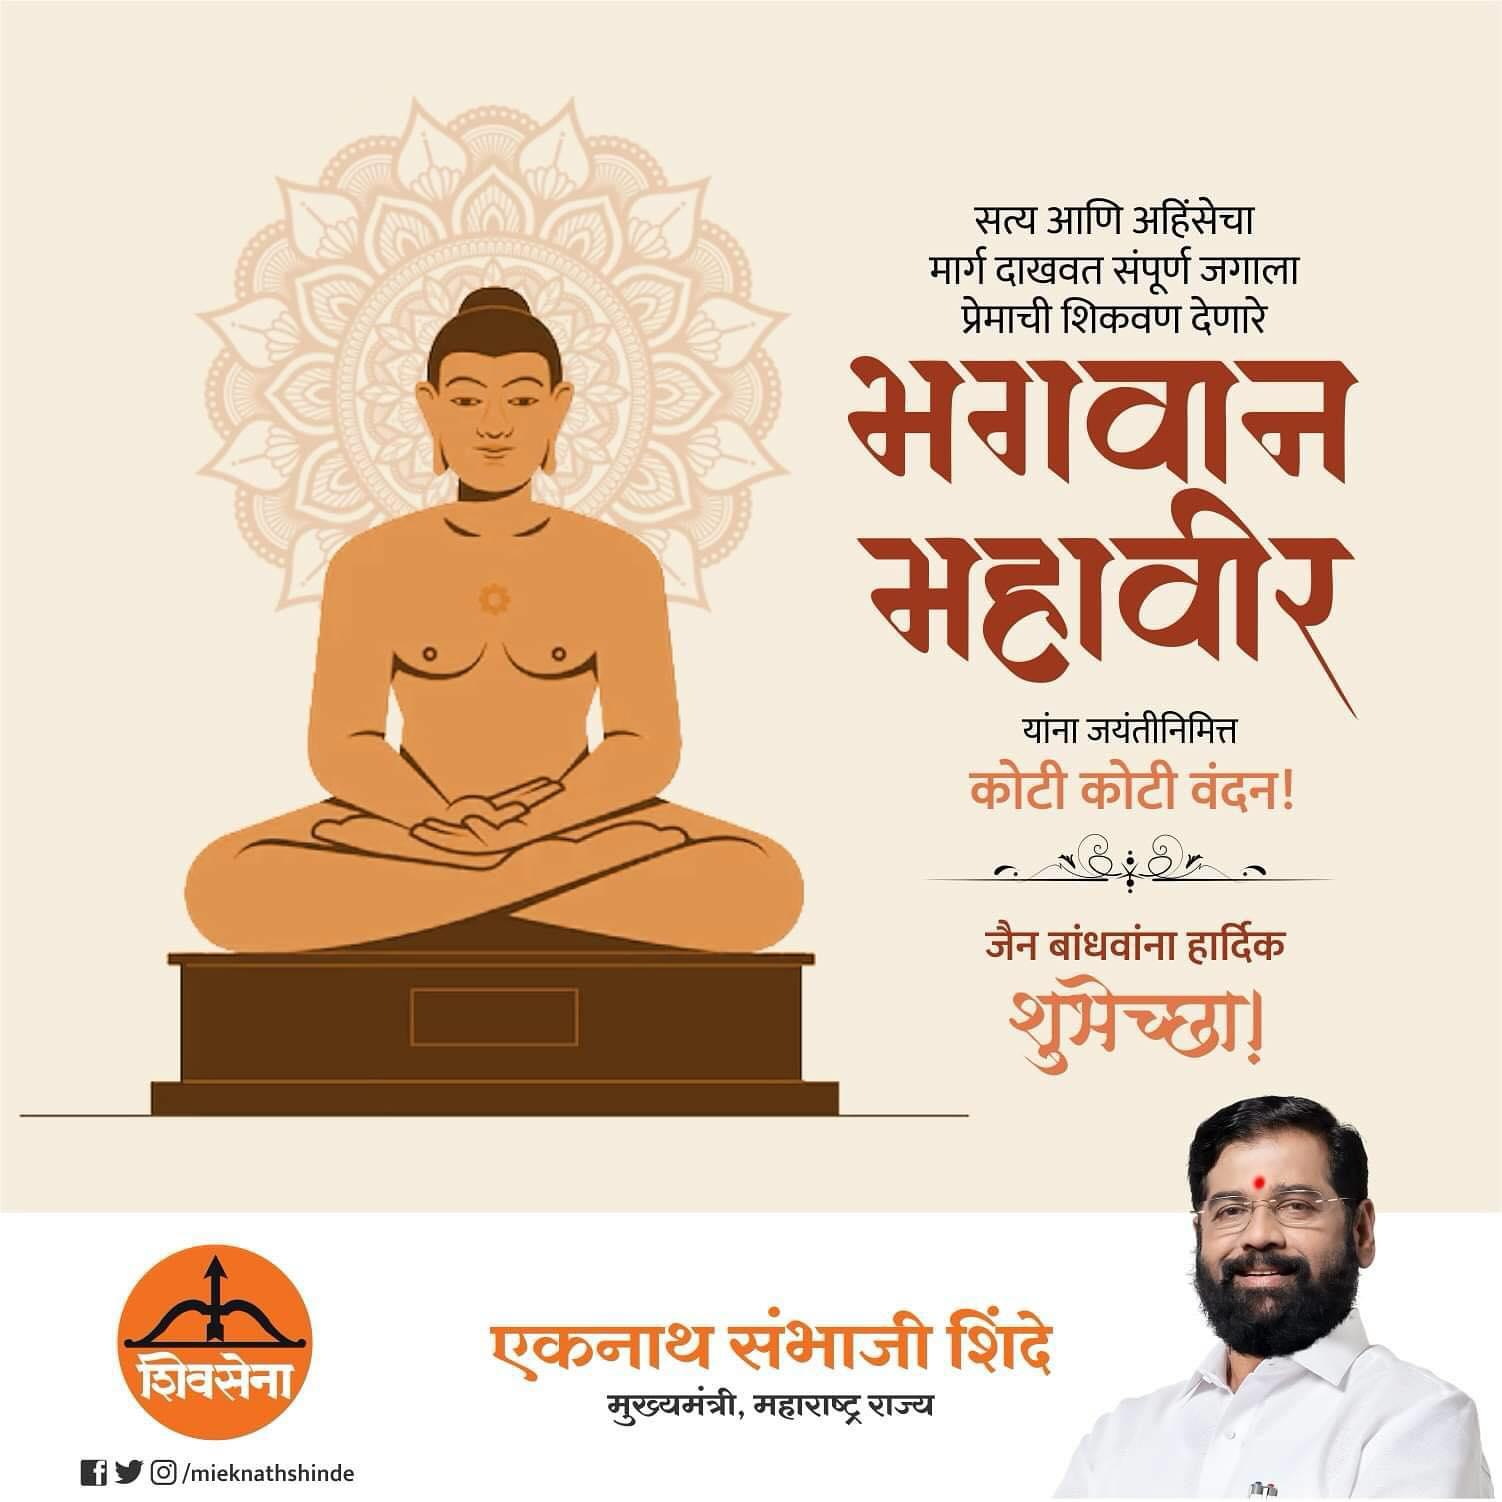 सत्य आणि अहिंसेचा
मार्ग दाखवत संपूर्ण जगाला
प्रेमाची शिकवण देणारे
भगवान
महावीर
यांना जयंतीनिमित्त
कोटी कोटी वंदन!
जैन बांधवांना हार्दिक
शुभेच्छा!
शिवसेना
एकनाथ संभाजी शिंदे
मुख्यमंत्री, महाराष्ट्र राज्य
/mieknathshinde